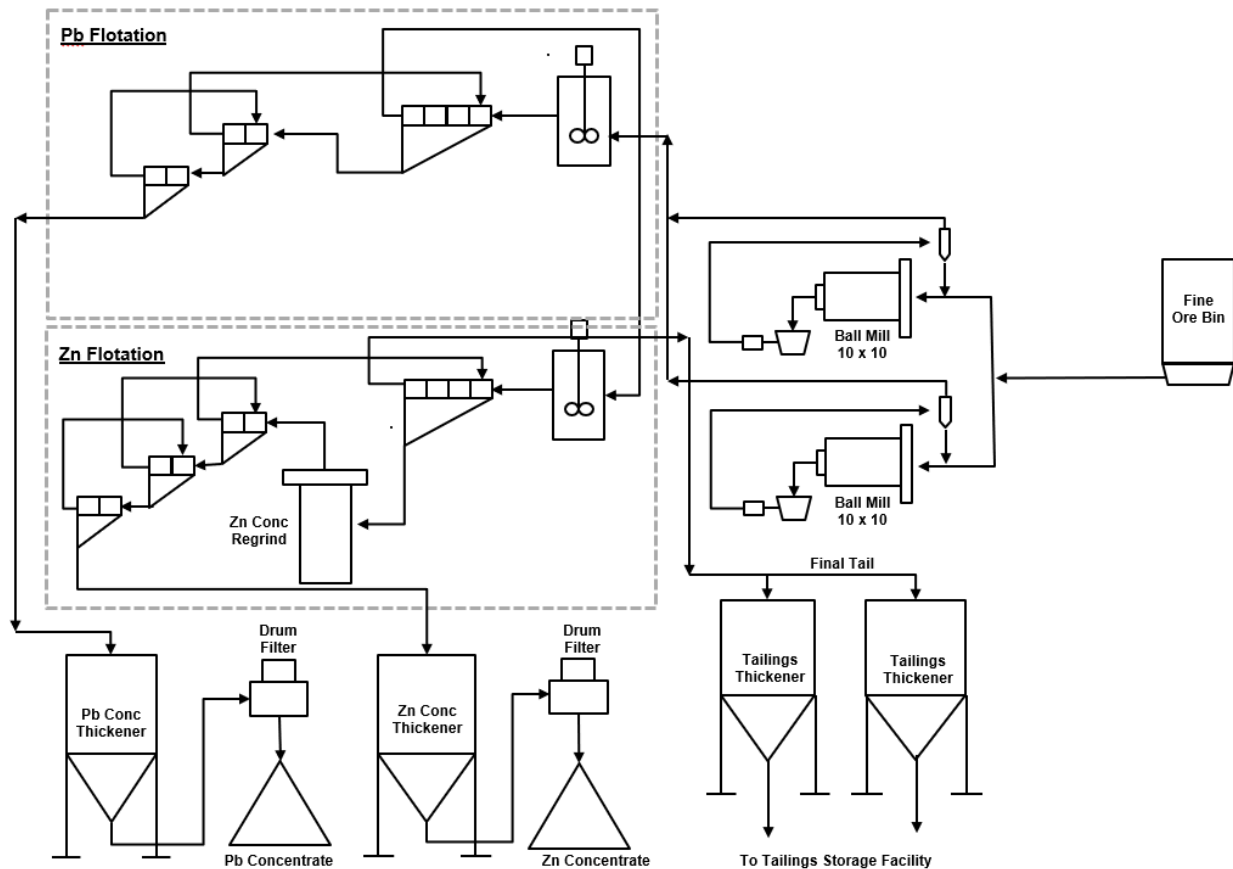 Pb Flotation
Fine
Ore Bin
Ball Mill
10 x 10
Zn Flotation
Ball Mill
10 x 10
Zn Conc
Regrind
Final Tail
Drum
Filter
Drum
Filter
Tailings
Thickener
Tailings
Thickener
Pb Conc
Thickener
Zn Conc
Thickener
Pb Concentrate
Zn Concentrate
To Tailings Storage Facility